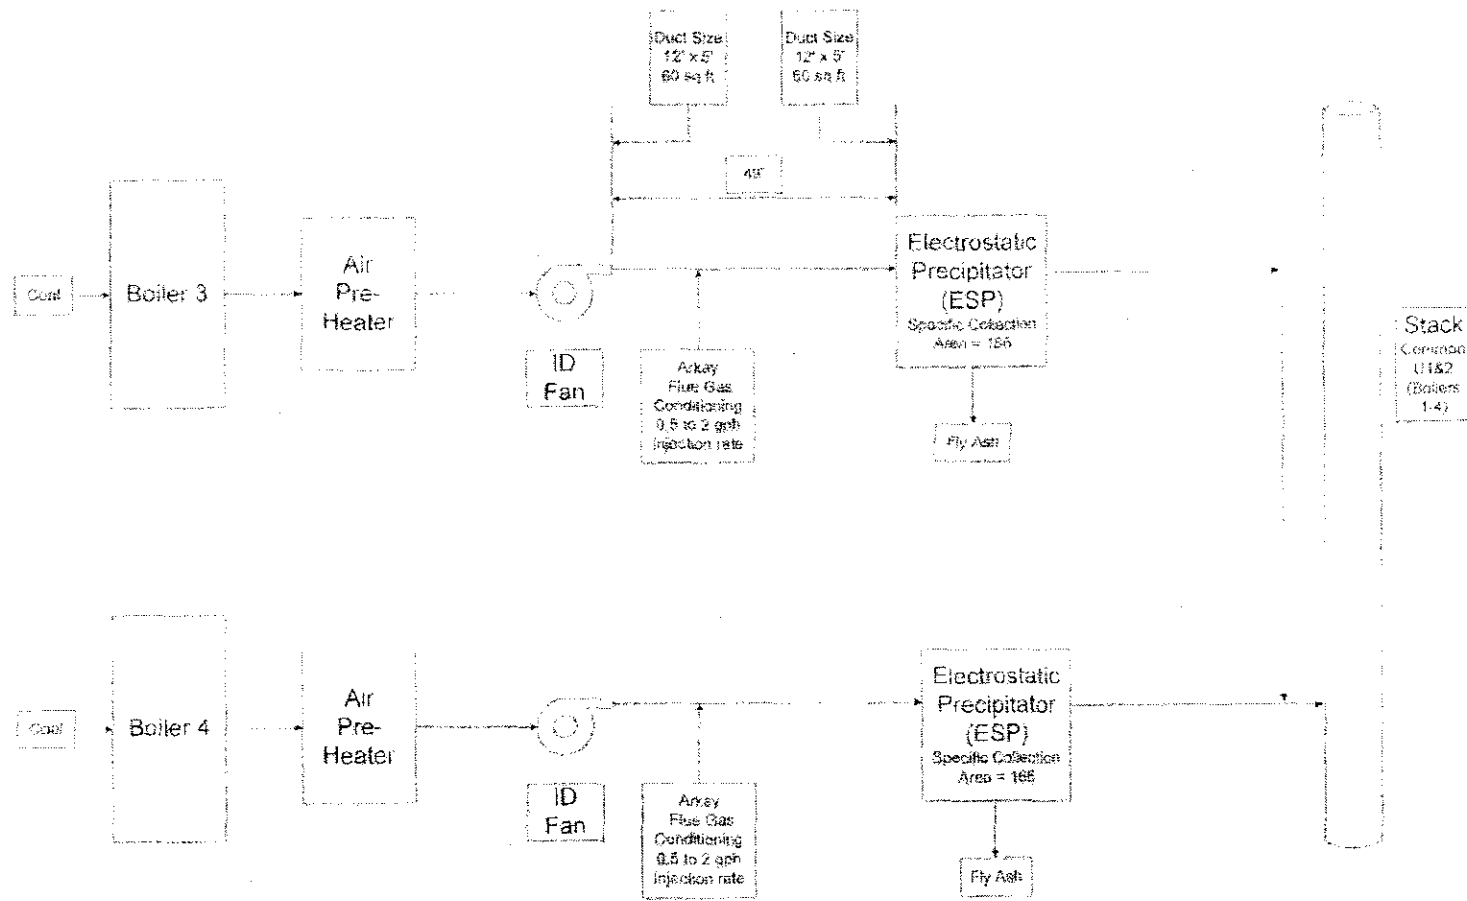 Duct Size
12' x 5'
60 sq ft
Duct Size
12' x 5'
60 sq ft
Coal
Boiler 3
Air
Pre-
Heater
ID
Fan
Arkay
Flue Gas
Conditioning
0.5 to 2 gph
Injection rate
Electrostatic
Precipitator
(ESP)
Specific Collection
Area =
Fly Ash
Stack
Common
U1&2
(Boilers
1-4)
Coal
Boiler 4
Air
Pre-
Heater
ID
Fan
Arkay
Flue Gas
Conditioning
0.5 to 2 gph
Injection rate
Electrostatic
Precipitator
(ESP)
Specific Collection
Area =
Fly Ash